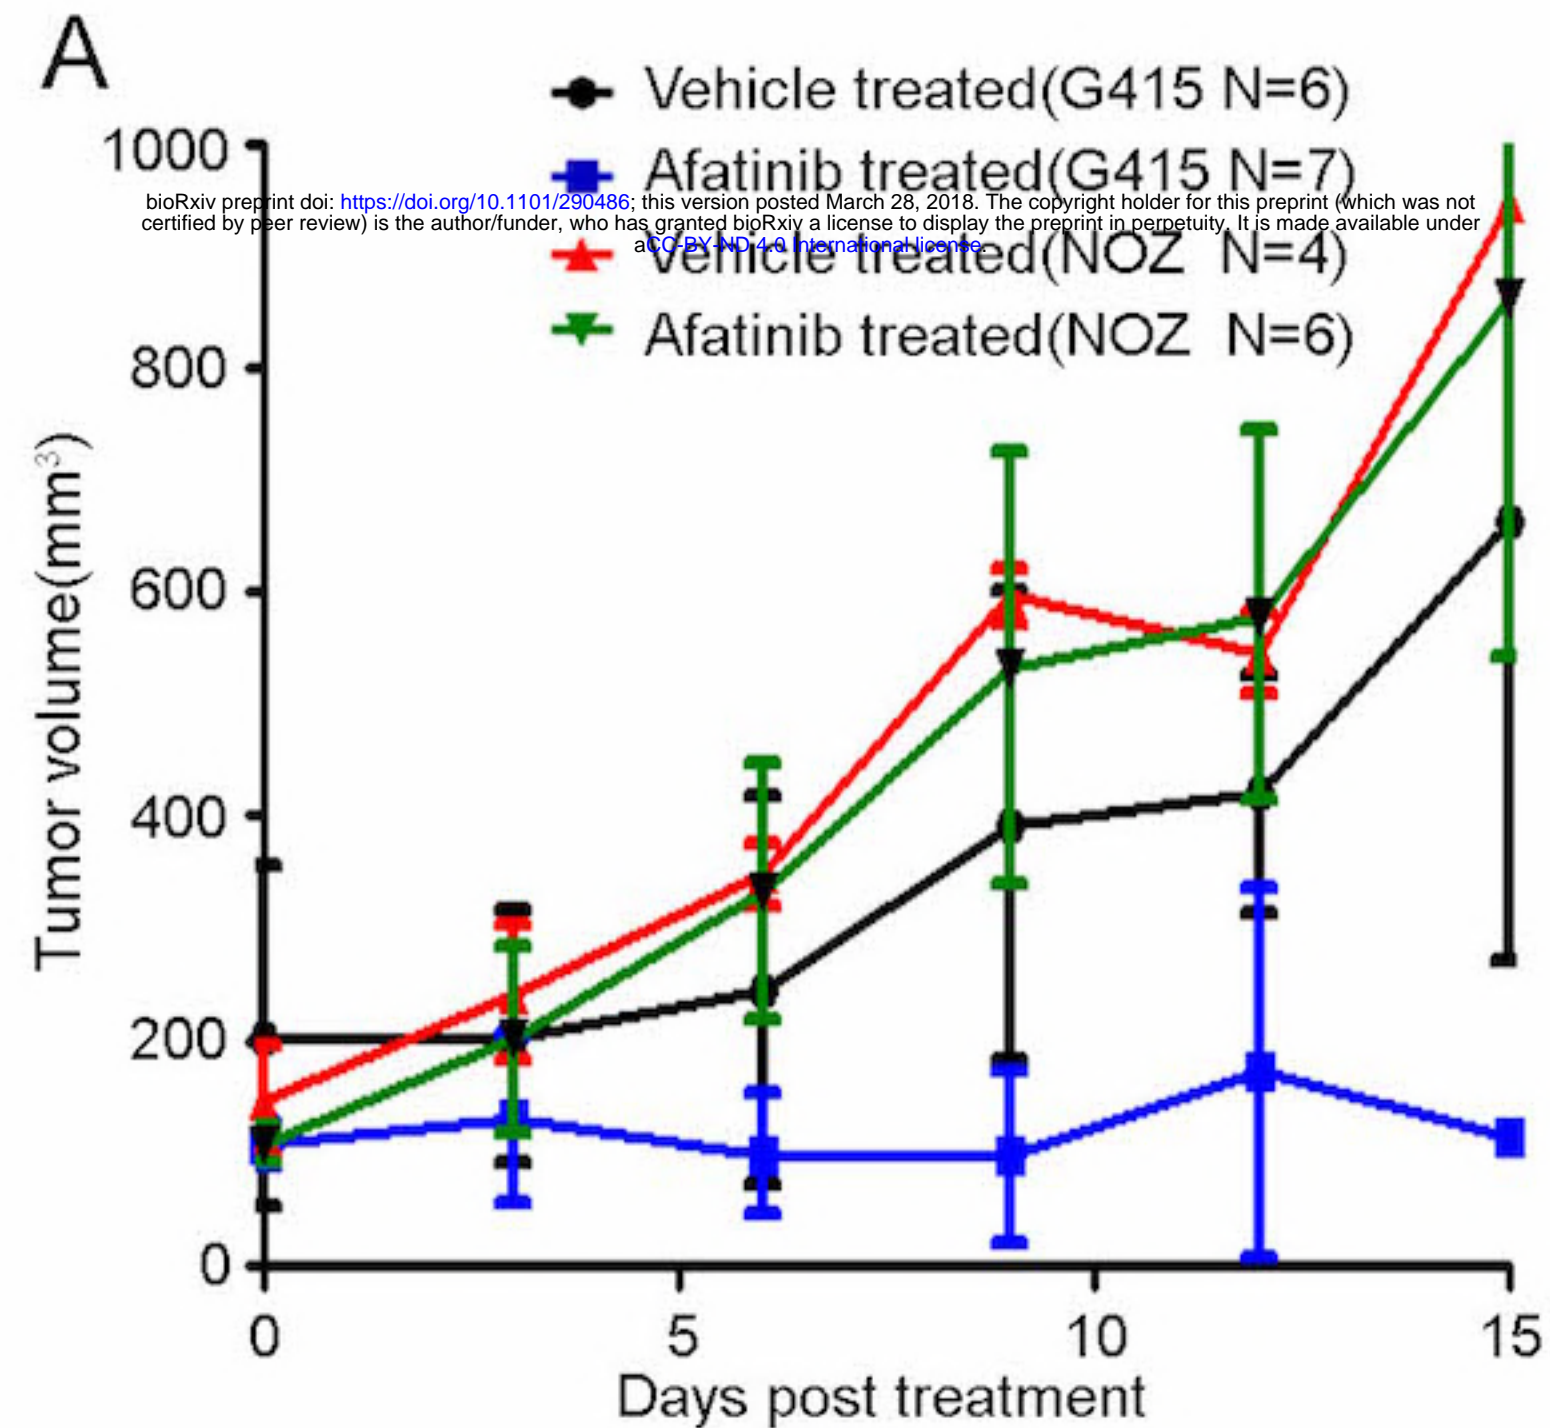 A
Vehicle treated(G415 N=6)
1000
Afatinib treated(G415 N=7)
bioRxiv preprint doi: https://doi.org/10.1101/290486; this version posted March 28, 2018. The copyright holder for this preprint (which was not
certified by peer review) is the author/funder, who has granted bioRxiv a license to display the preprint in perpetuity. It is made available under
aCC-BY-ND 4.0 International license.
Vehicle treated(NOZ N=4)
Afatinib treated(NOZ N=6)
800
600
400
200
0
Tumor volume(mm³)
0 5 10 15
Days post treatment